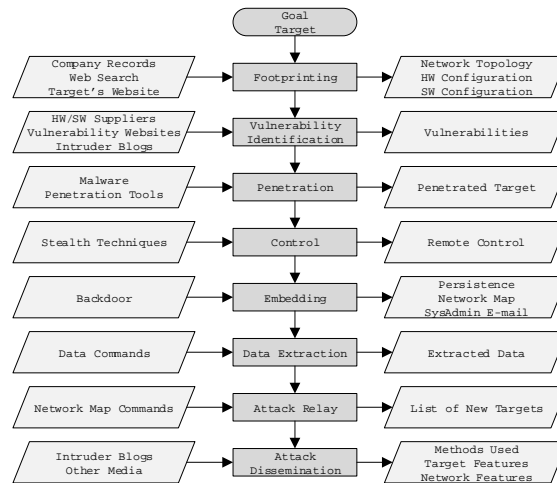 Goal
Target
Company Records
Web Search
Target's Website
Footprinting
Network Topology
HW Configuration
SW Configuration
HW/SW Suppliers
Vulnerability Websites
Intruder Blogs
Vulnerability
Identification
Vulnerabilities
Malware
Penetration Tools
Penetration
Penetrated Target
Stealth Techniques
Control
Remote Control
Backdoor
Embedding
Persistence
Network Map
SysAdmin E-mail
Data Commands
Data Extraction
Extracted Data
Network Map Commands
Attack Relay
List of New Targets
Intruder Blogs
Other Media
Attack
Dissemination
Methods Used
Target Features
Network Features